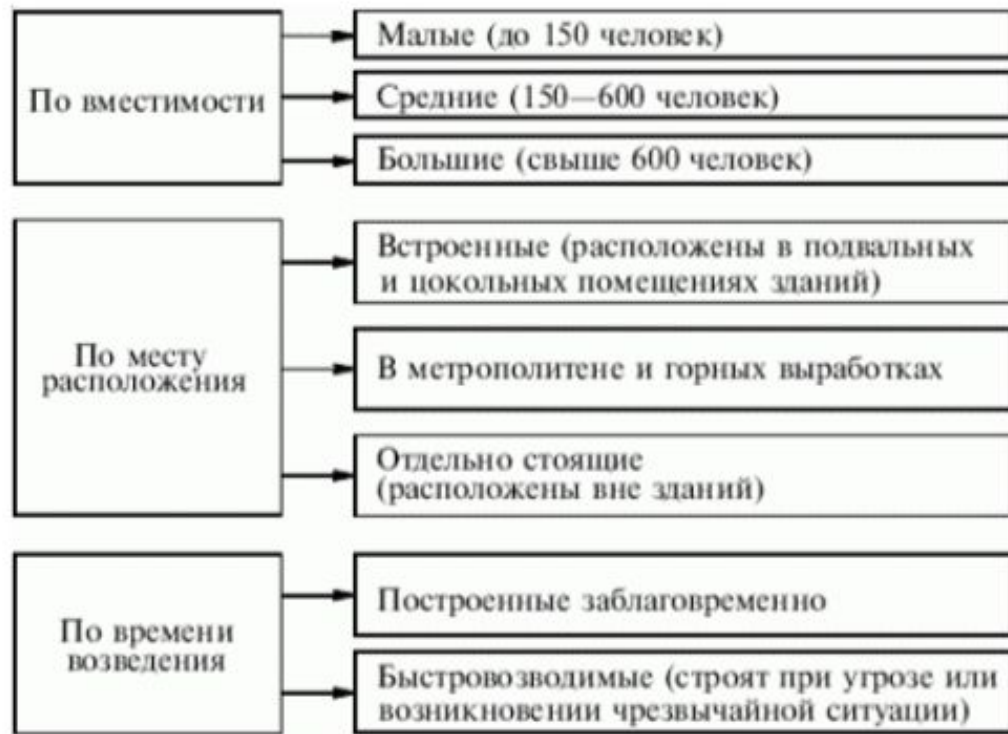 По вместимости
Малые (до 150 человек)
Средние (150—600 человек)
Большие (свыше 600 человек)
По месту
расположения
Встроенные (расположены в подвальных
и цокольных помещениях зданий)
В метрополитене и горных выработках
Отдельно стоящие
(расположены вне зданий)
По времени
возведения
Построенные заблаговременно
Быстровозводимые (строят при угрозе или
возникновении чрезвычайной ситуации)